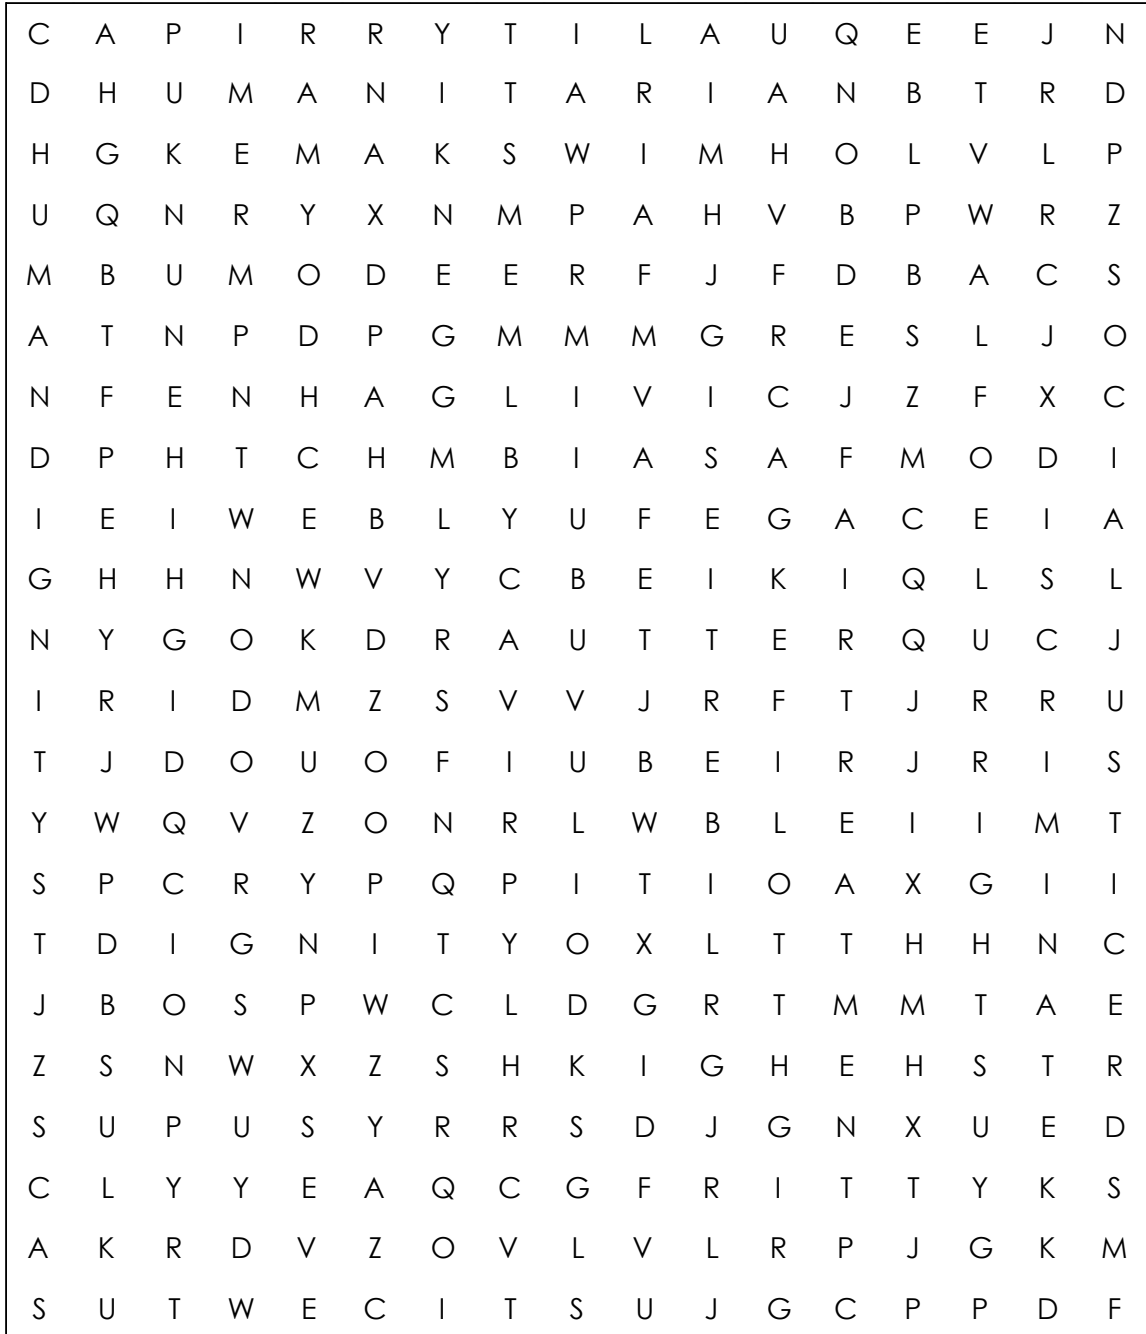 C A P I R R Y T I L A U Q E E J N
D H U M A N I T A R I A N B T R D
H G K E M A K S W I M H O L V L P
U Q N R Y X N M P A H V B P W R Z
M B U M O D E E R F J F D B A C S
A T N P D P G M M M G R E S L J O
N F E N H A G L I V I C J Z F X C
D P H T C H M B I A S A F M O D I
I E I W E B L Y U F E G A C E I A
G H H N W V Y C B E I K I Q L S L
N Y G O K D R A U T T E R Q U C J
I R I D M Z S V V J R F T J R R U
T J D O U O F I U B E I R J R I S
Y W Q V Z O N R L W B L E I I M T
S P C R Y P Q P I T I O A X G I I
T D I G N I T Y O X L T T H H N C
J B O S P W C L D G R T M M T A E
Z S N W X Z S H K I G H E H S T R
S U P U S Y R R S D J G N X U E D
C L Y Y E A Q C G F R I T T Y K S
A K R D V Z O V L V L R P J G K M
S U T W E C I T S U J G C P P D F